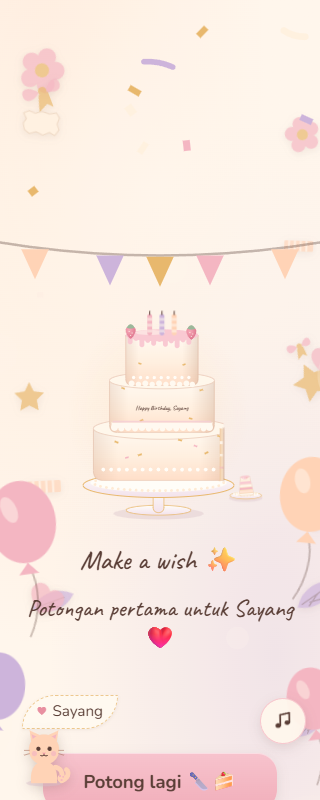 Happy Birthday, Sayang
Make a wish ✨
Potongan pertama untuk Sayang
💖
Sayang
Potong lagi 🔪 🍰